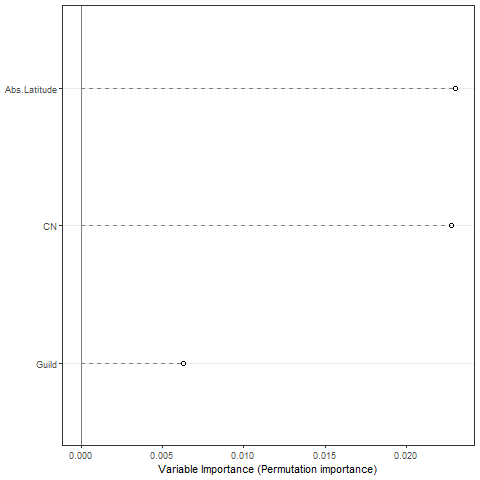 Abs.Latitude
CN
Guild
0.000 0.005 0.010 0.015 0.020
Variable Importance (Permutation importance)